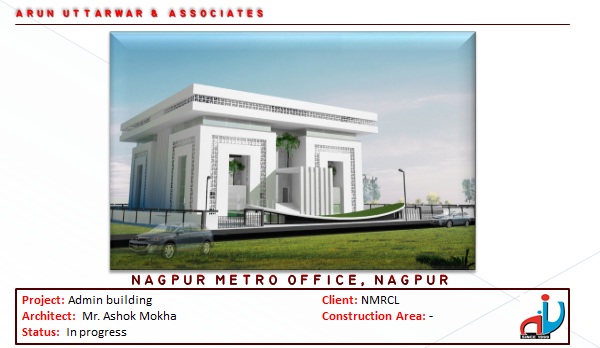 ARUN UTTARWAR & ASSOCIATES
NAGPUR METRO OFFICE, NAGPUR
Project: Admin building
Client: NMRCL
Architect: Mr. Ashok Mokha
Construction Area: -
Status: In progress